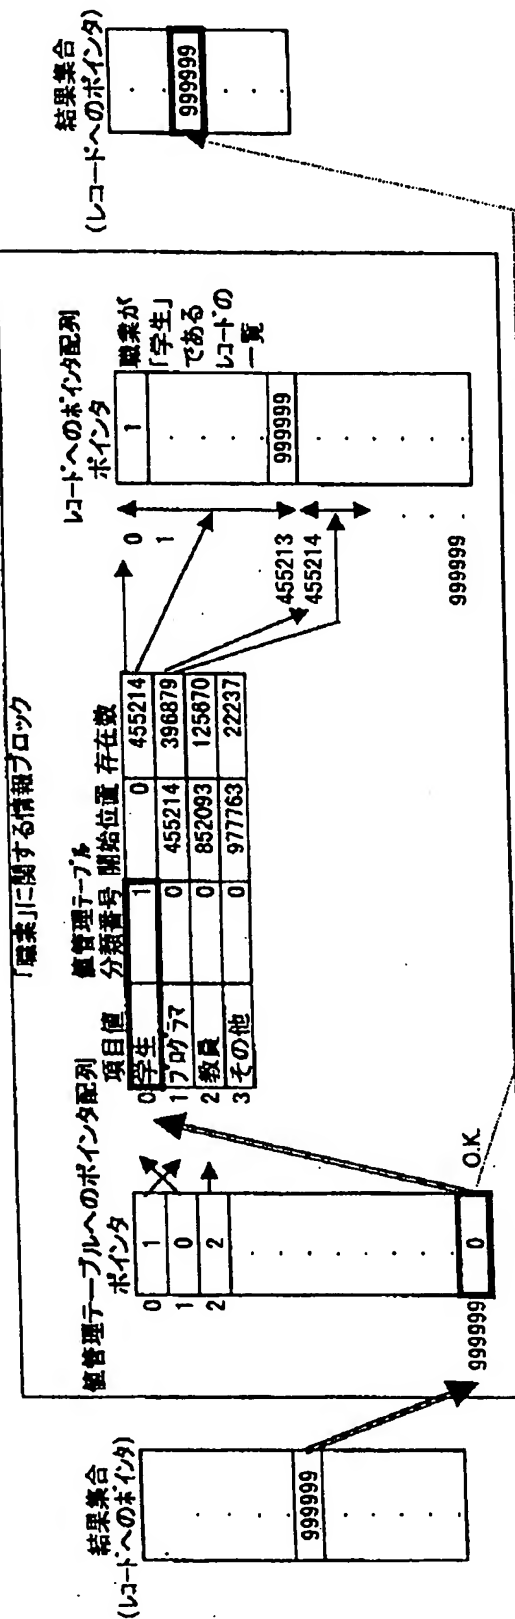 「職業」に関する情報ブロック
結果集合
(レコードへのポインタ)
999999
値管理テーブルへのポインタ配列
ポインタ
0 1
1 0
2 2
999999 0
O.K.
値管理テーブル
項目値 分類番号 開始位置 存在数
0 学生 1 0 455214
1 プログラマ 0 455214 396879
2 教員 0 852093 125670
3 その他 0 977763 22237
レコードへのポインタ配列
ポインタ
0 1
1
455213 999999
455214
999999
職業が
「学生」
である
レコードの
一覧
結果集合
(レコードへのポインタ)
999999